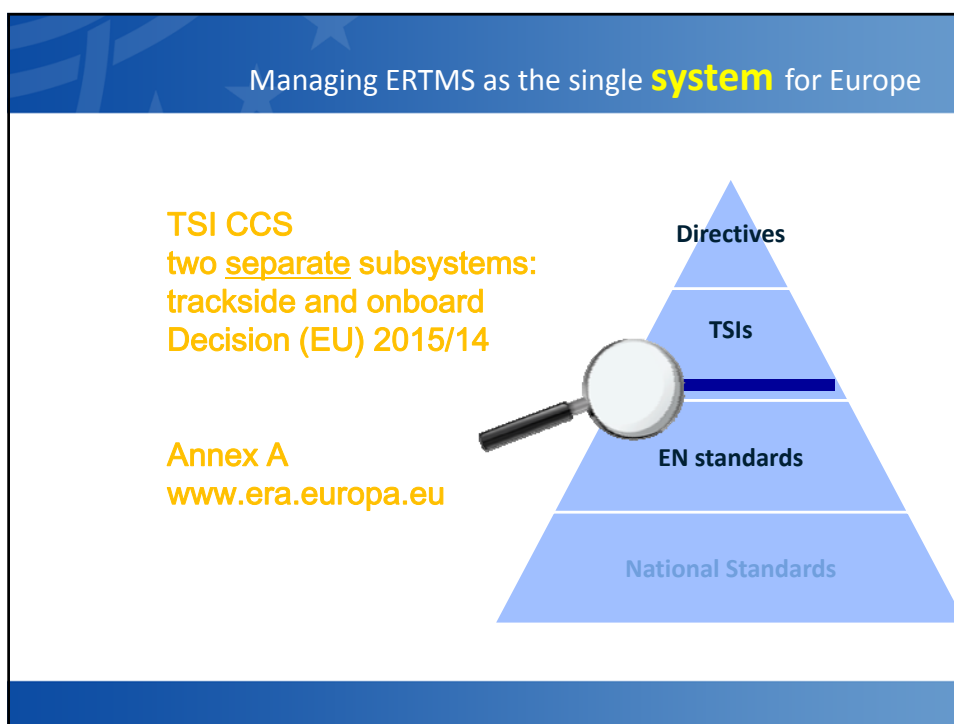 Managing ERTMS as the single system for Europe
TSI CCS
two separate subsystems:
trackside and onboard
Decision (EU) 2015/14
Annex A
www.era.europa.eu
Directives
TSIs
EN standards
National Standards